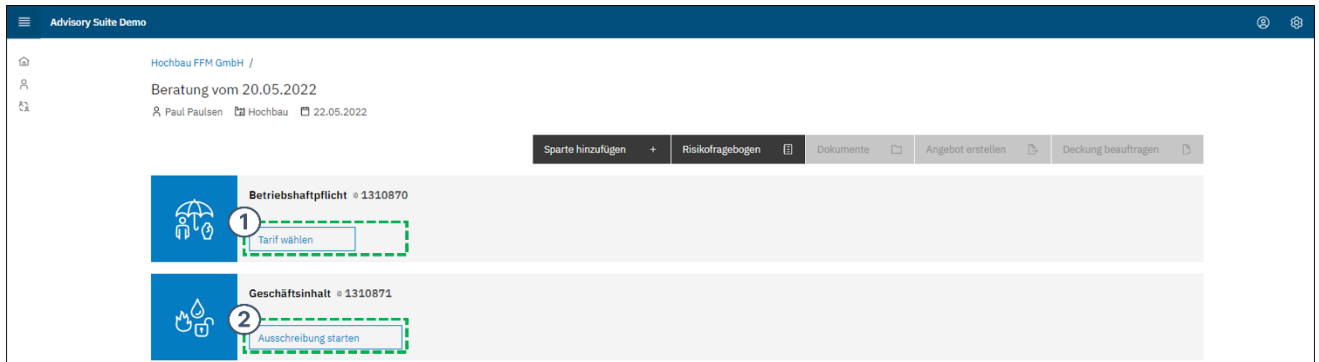 Advisory Suite Demo
Hochbau FFM GmbH /
Beratung vom 20.05.2022
Paul Paulsen Hochbau 22.05.2022
Sparte hinzufügen + Risikofragebogen Dokumente Angebot erstellen Deckung beauftragen
Betriebshaftpflicht 1310870
1
Tarif wählen
Geschäftsinhalt 1310871
2
Ausschreibung starten